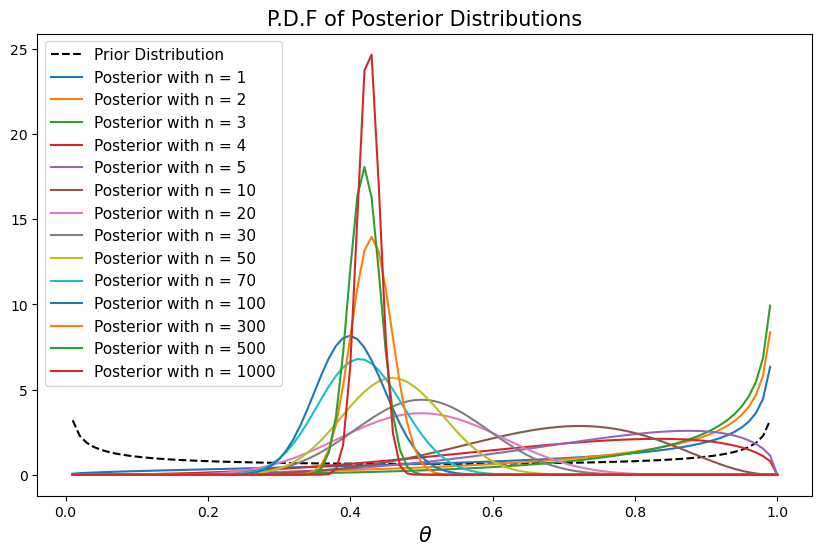 P.D.F of Posterior Distributions
25
20
15
10
5
0
Prior Distribution
Posterior with n = 1
Posterior with n = 2
Posterior with n = 3
Posterior with n = 4
Posterior with n = 5
Posterior with n = 10
Posterior with n = 20
Posterior with n = 30
Posterior with n = 50
Posterior with n = 70
Posterior with n = 100
Posterior with n = 300
Posterior with n = 500
Posterior with n = 1000
0.0 0.2 0.4 0.6 0.8 1.0
θ